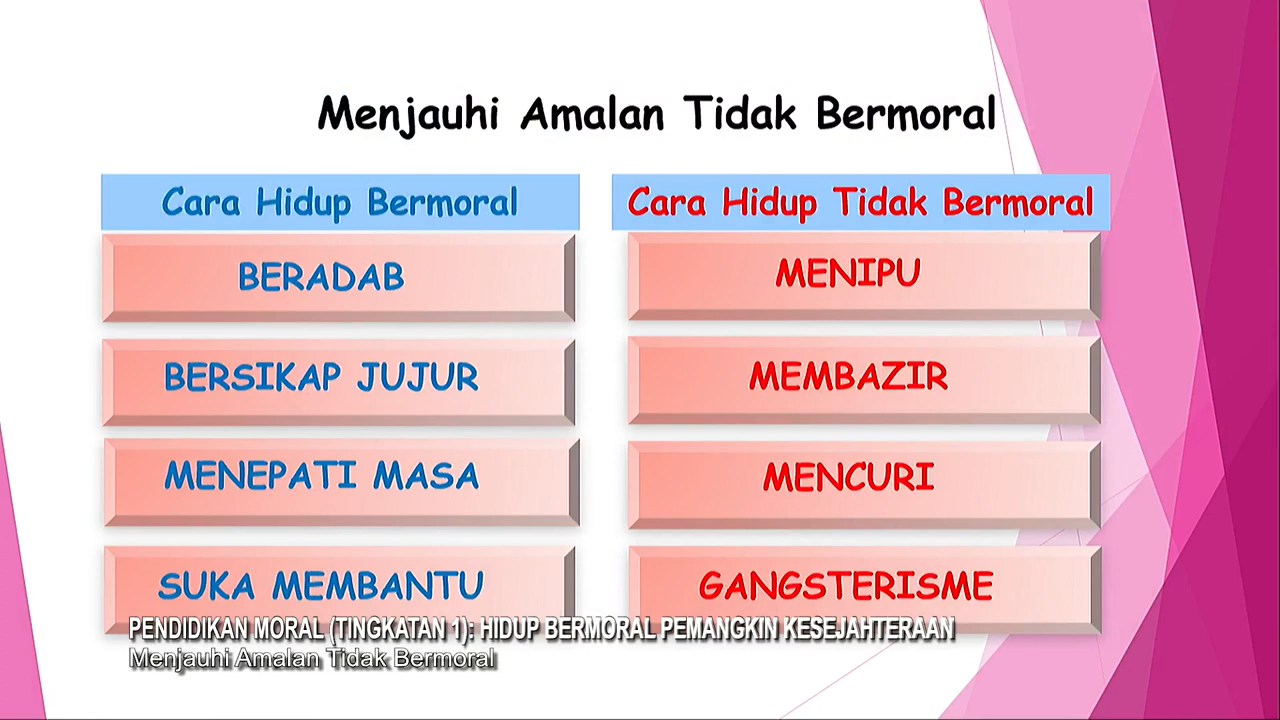 Menjauhi Amalan Tidak Bermoral
Cara Hidup Bermoral
Cara Hidup Tidak Bermoral
BERADAB
MENIPU
BERSIKAP JUJUR
MEMBAZIR
MENEPATI MASA
MENCURI
SUKA MEMBANTU
GANGSTERISME
PENDIDIKAN MORAL (TINGKATAN 1): HIDUP BERMORAL PEMANGKIN KESEJAHTERAAN
Menjauhi Amalan Tidak Bermoral